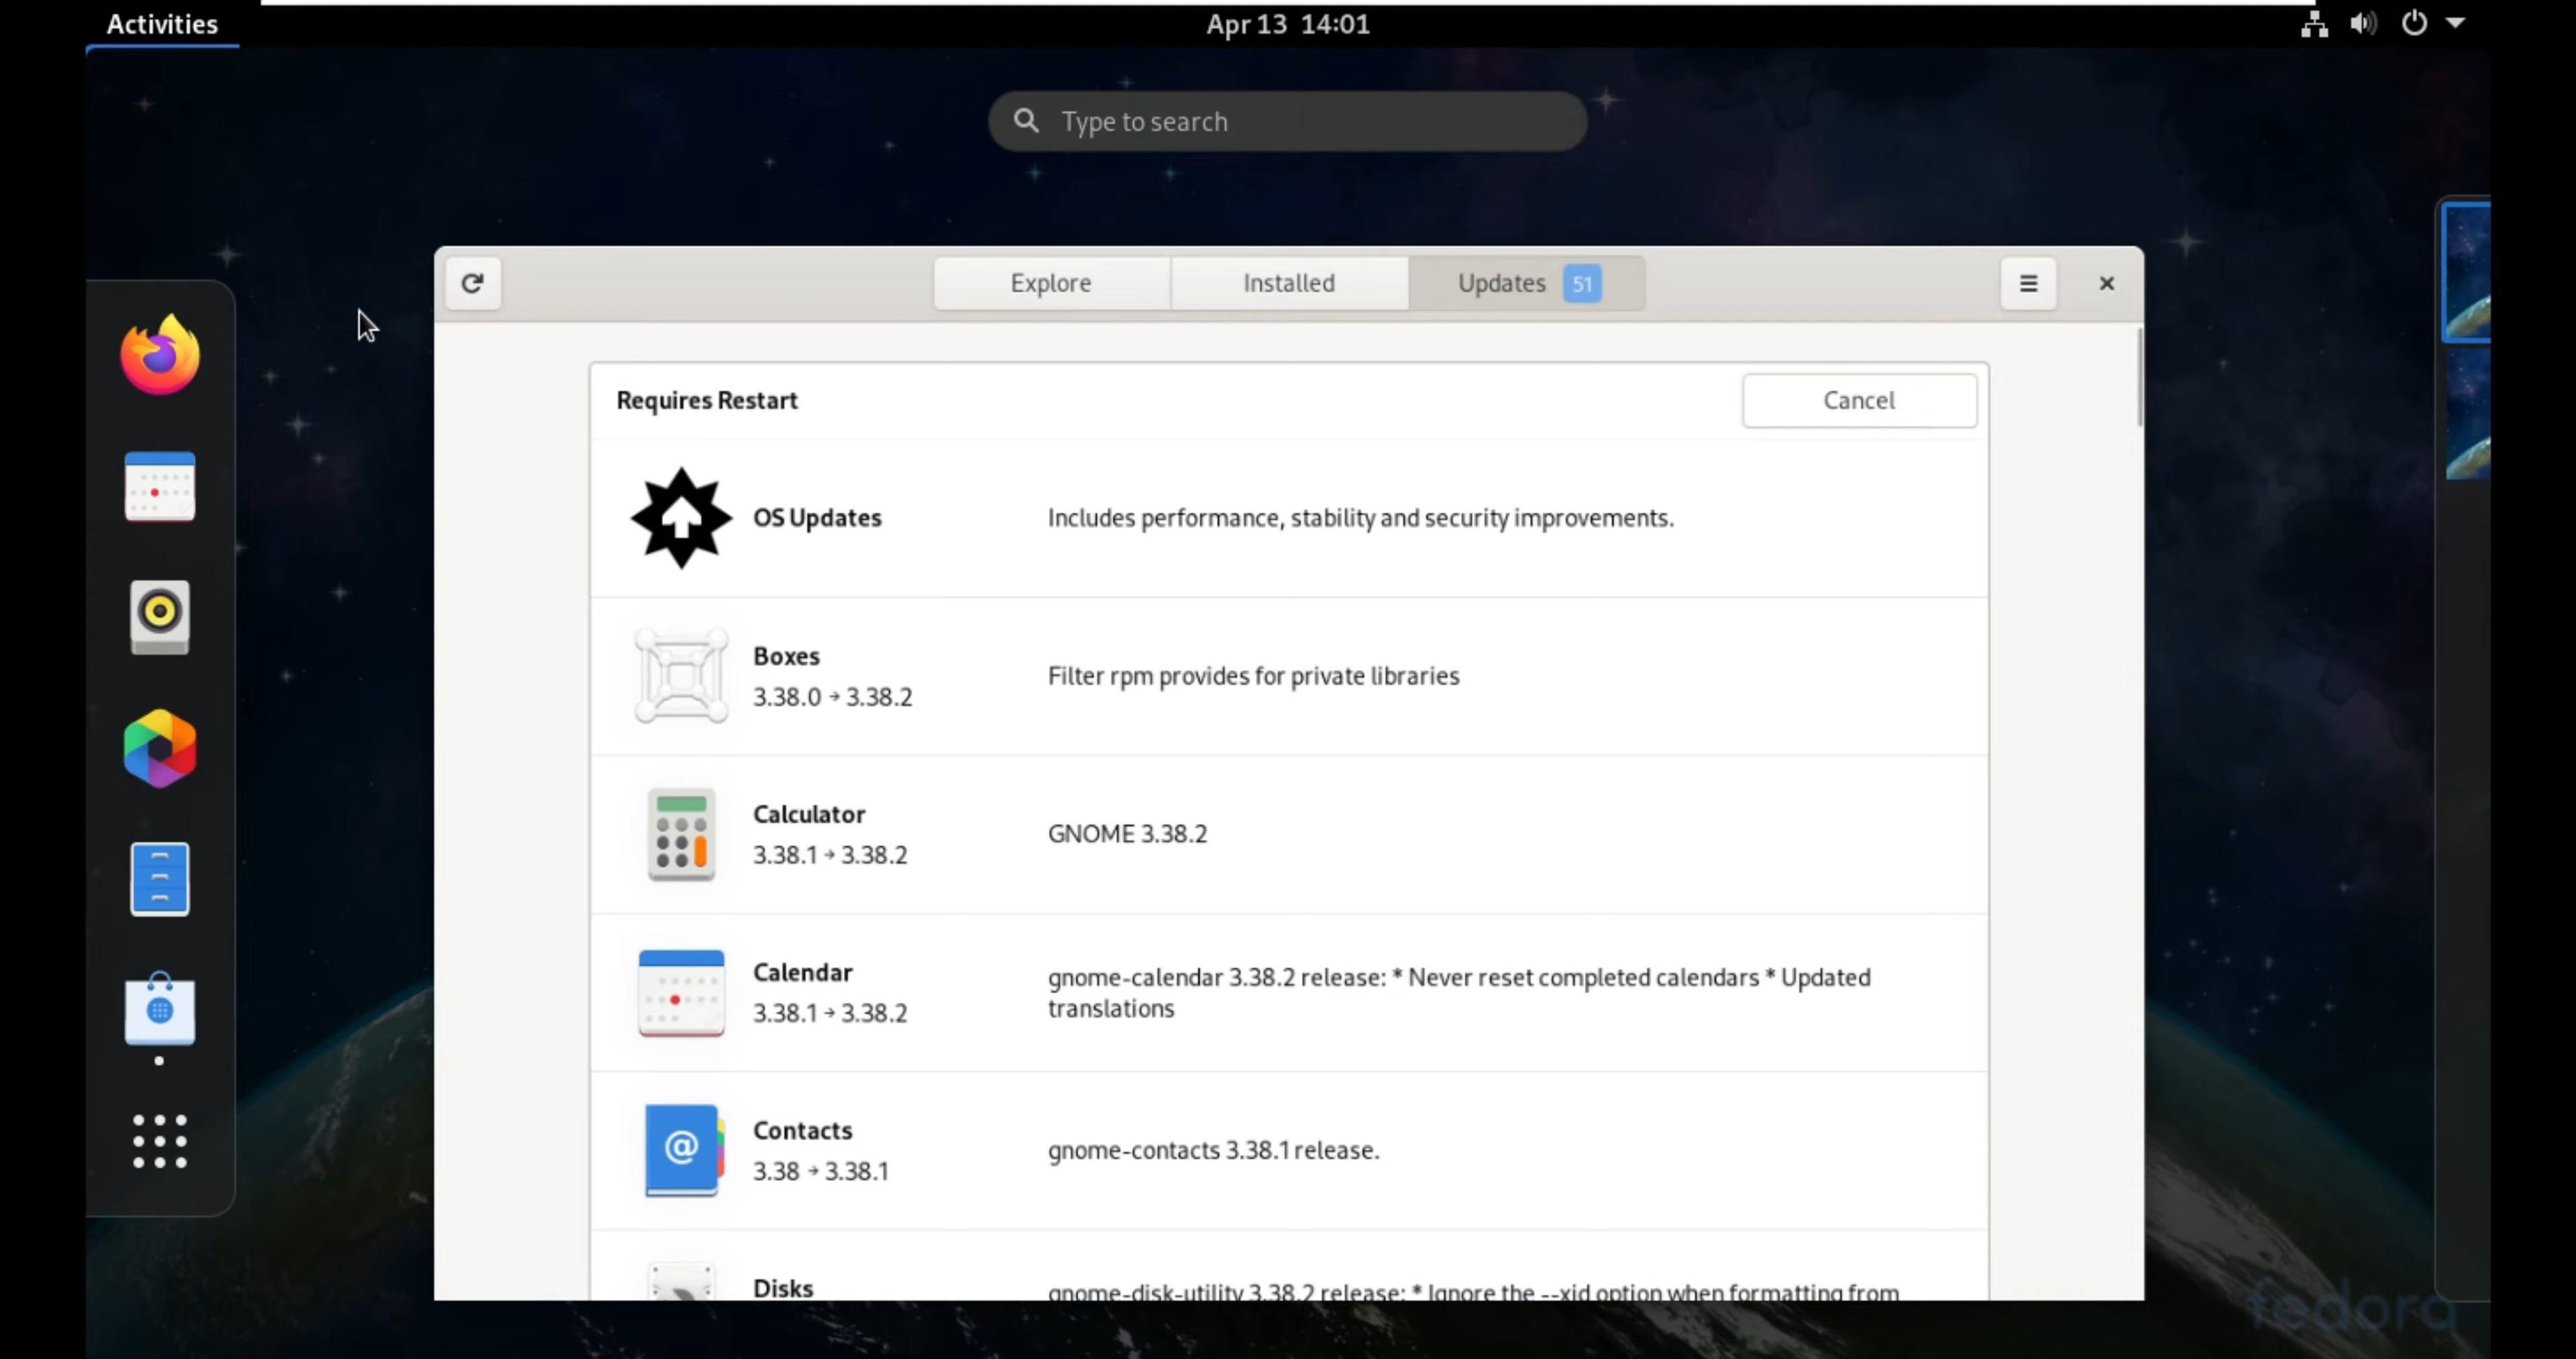 Activities
Apr 13 14:01
Type to search
Explore
Installed
Updates 51
Requires Restart
Cancel
OS Updates
Includes performance, stability and security improvements.
Boxes
3.38.0 → 3.38.2
Filter rpm provides for private libraries
Calculator
3.38.1 → 3.38.2
GNOME 3.38.2
Calendar
3.38.1 → 3.38.2
gnome-calendar 3.38.2 release: * Never reset completed calendars * Updated
translations
@
Contacts
3.38 → 3.38.1
gnome-contacts 3.38.1 release.
Disks
gnome-disk-utility 3.38.2 release: * Ignore the --xid option when formatting from
fedora